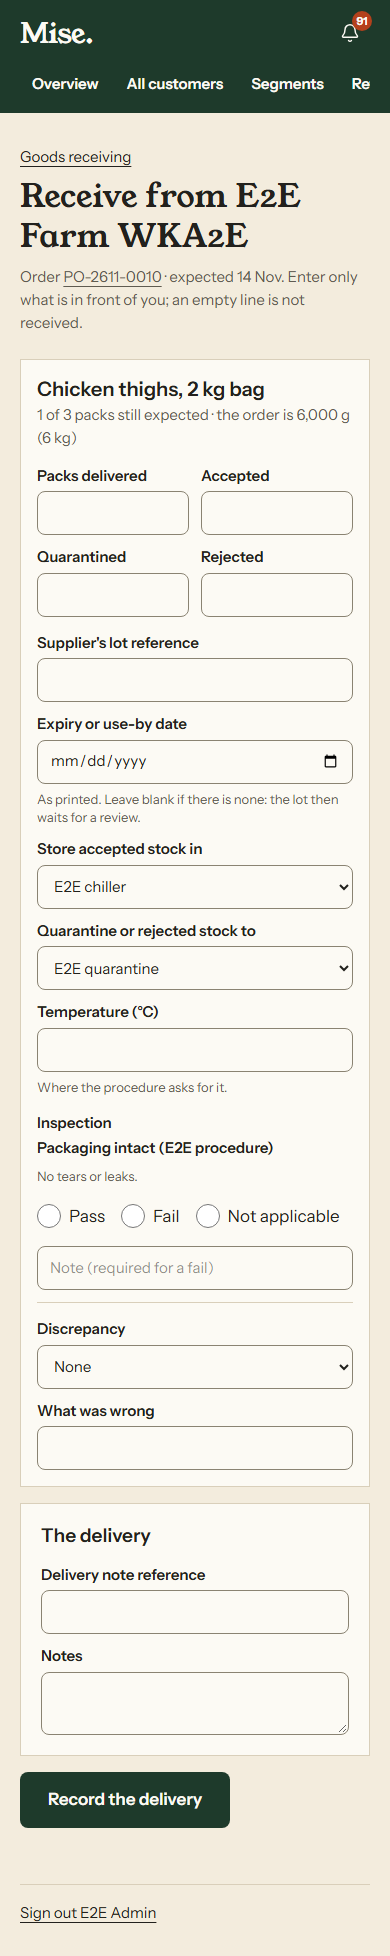 Mise.
91
Overview All customers Segments Re
Goods receiving
Receive from E2E
Farm WKA2E
Order PO-2611-0010 · expected 14 Nov. Enter only
what is in front of you; an empty line is not
received.
Chicken thighs, 2 kg bag
1 of 3 packs still expected · the order is 6,000 g
(6 kg)
Packs delivered Accepted
Quarantined Rejected
Supplier's lot reference
Expiry or use-by date
mm/dd/yyyy
As printed. Leave blank if there is none: the lot then
waits for a review.
Store accepted stock in
E2E chiller
Quarantine or rejected stock to
E2E quarantine
Temperature (°C)
Where the procedure asks for it.
Inspection
Packaging intact (E2E procedure)
No tears or leaks.
Pass Fail Not applicable
Note (required for a fail)
Discrepancy
None
What was wrong
The delivery
Delivery note reference
Notes
Record the delivery
Sign out E2E Admin